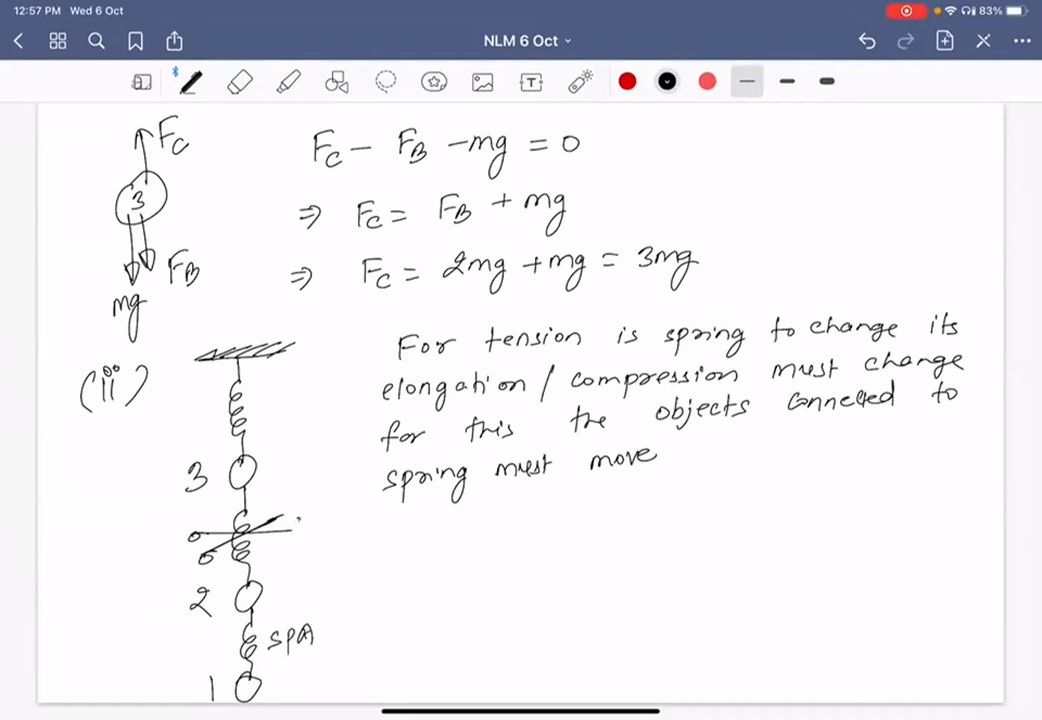 12:57 PM Wed 6 Oct
83%
NLM 6 Oct
T
Fc
3
FB
mg
Fc - FB - mg = 0
⇒ Fc = FB + mg
⇒ Fc = 2mg + mg = 3mg
(ii)
For tension is spring to change its
elongation / compression must change
for this the objects connected to
spring must move
3
2
SPA
1